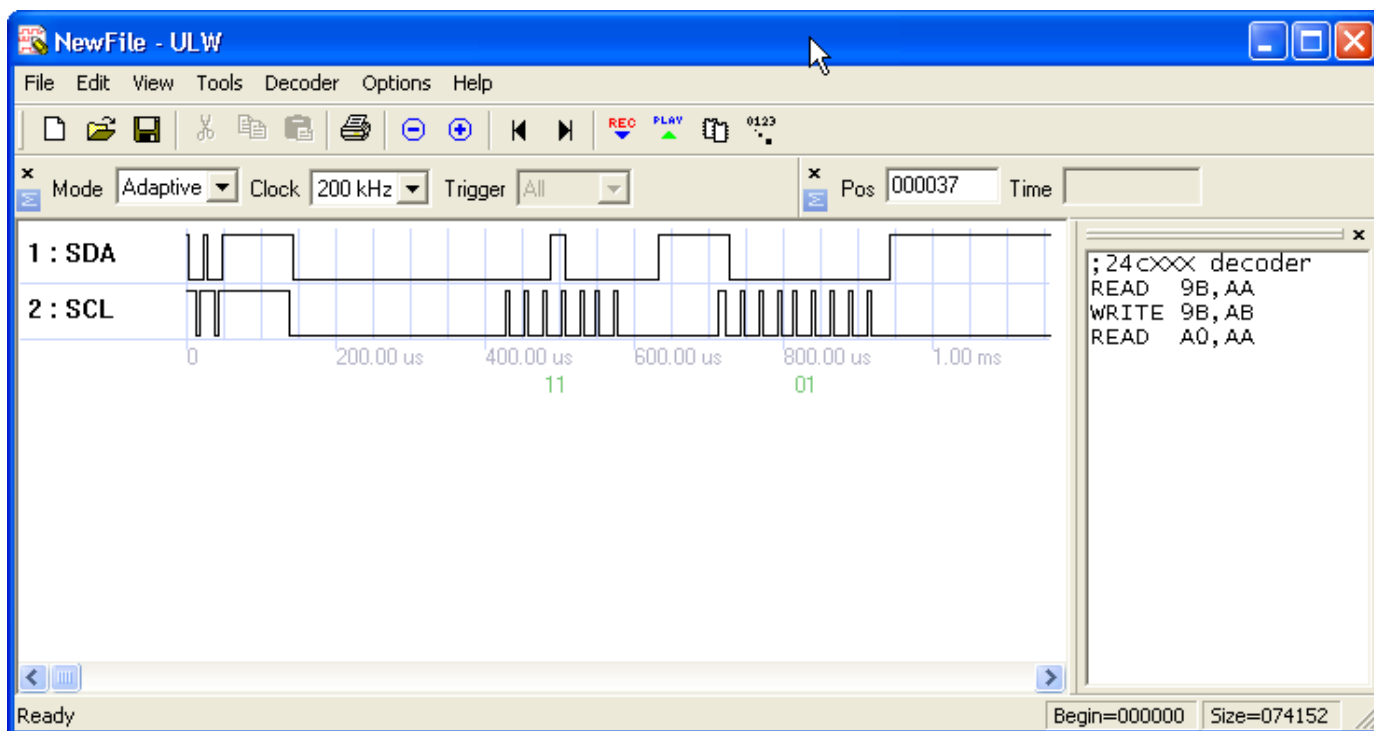 NewFile - ULW
File Edit View Tools Decoder Options Help
REC PLAY 0123
Mode Adaptive Clock 200 kHz Trigger All Pos 000037 Time
1 : SDA
2 : SCL
0 200.00 us 400.00 us 600.00 us 800.00 us 1.00 ms
11 01
;24cXXX decoder
READ 9B,AA
WRITE 9B,AB
READ A0,AA
Ready Begin=000000 Size=074152